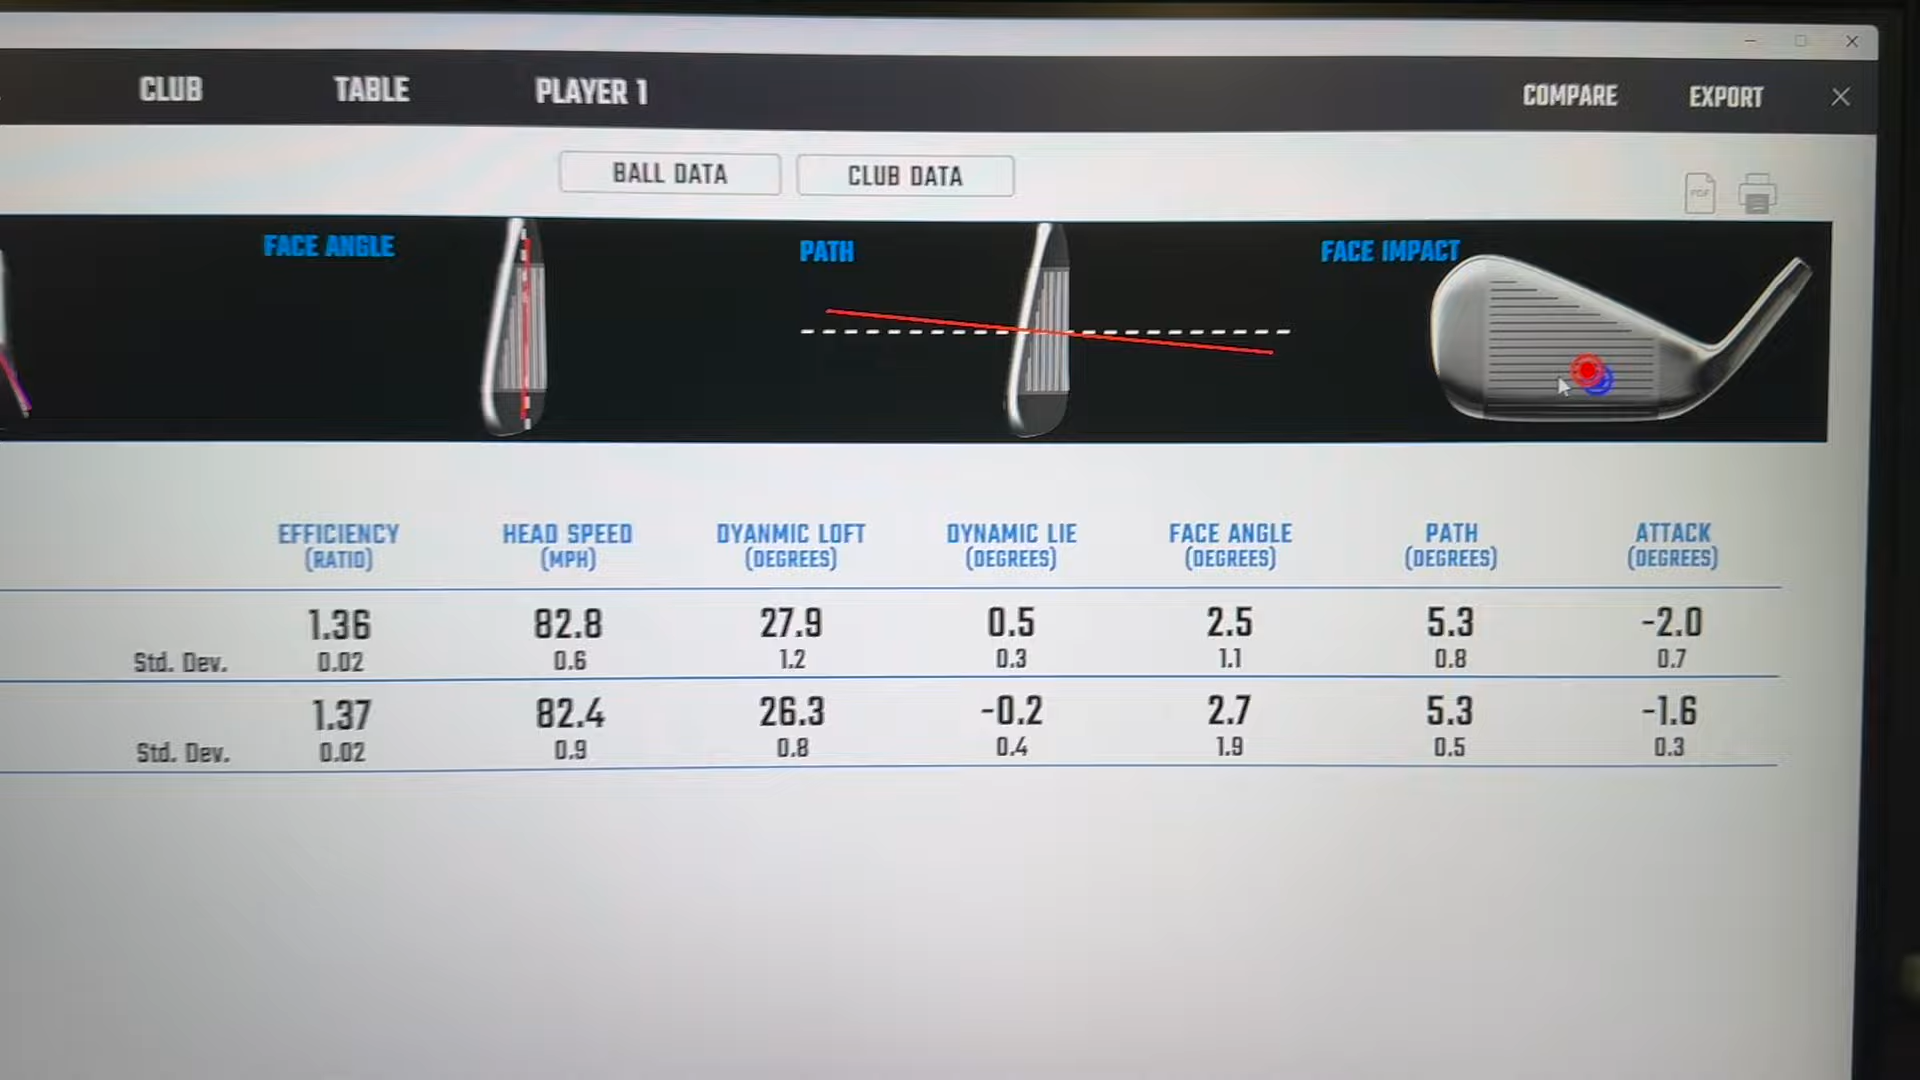 CLUB TABLE PLAYER 1 COMPARE EXPORT
BALL DATA CLUB DATA
PDF
FACE ANGLE PATH FACE IMPACT
EFFICIENCY HEAD SPEED DYANMIC LOFT DYNAMIC LIE FACE ANGLE PATH ATTACK
(RATIO) (MPH) (DEGREES) (DEGREES) (DEGREES) (DEGREES) (DEGREES)
1.36 82.8 27.9 0.5 2.5 5.3 -2.0
Std. Dev. 0.02 0.6 1.2 0.3 1.1 0.8 0.7
1.37 82.4 26.3 -0.2 2.7 5.3 -1.6
Std. Dev. 0.02 0.9 0.8 0.4 1.9 0.5 0.3